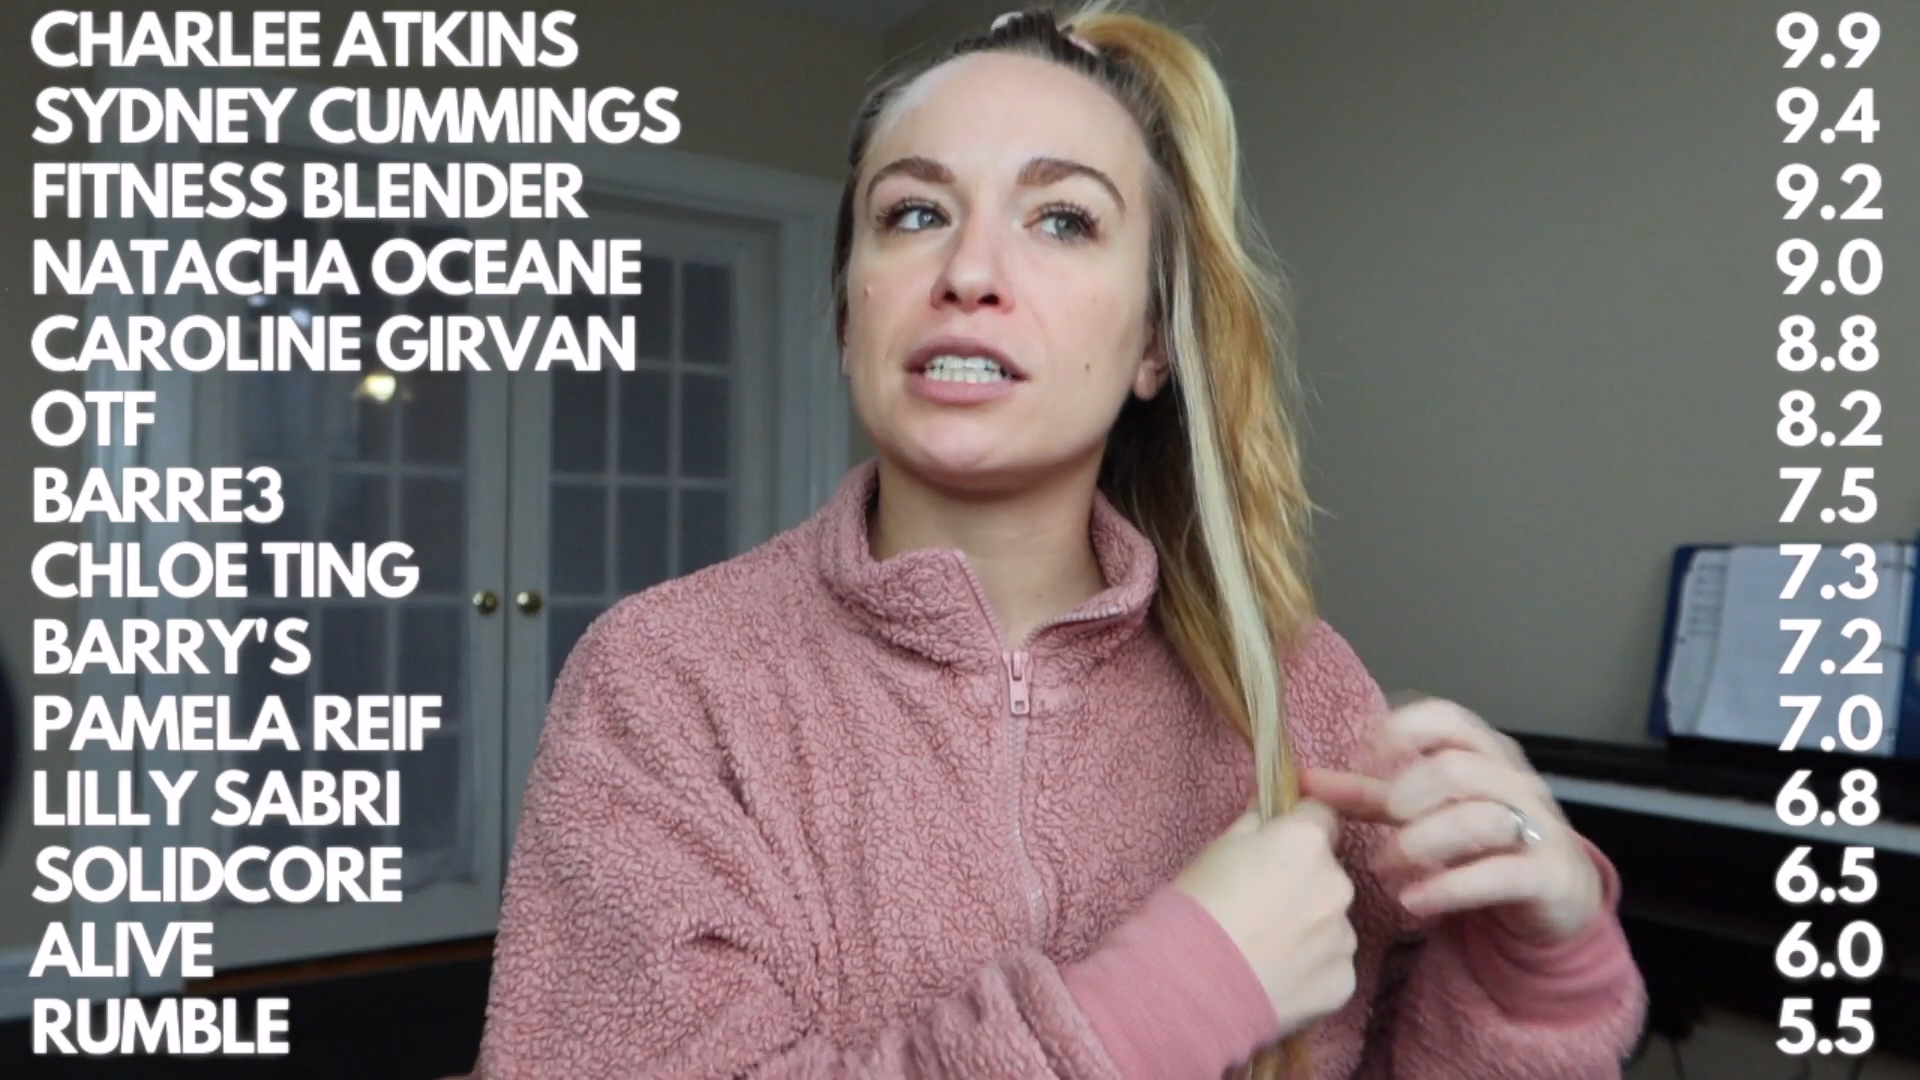 CHARLEE ATKINS 9.9
SYDNEY CUMMINGS 9.4
FITNESS BLENDER 9.2
NATACHA OCEANE 9.0
CAROLINE GIRVAN 8.8
OTF 8.2
BARRE3 7.5
CHLOE TING 7.3
BARRY'S 7.2
PAMELA REIF 7.0
LILLY SABRI 6.8
SOLIDCORE 6.5
ALIVE 6.0
RUMBLE 5.5